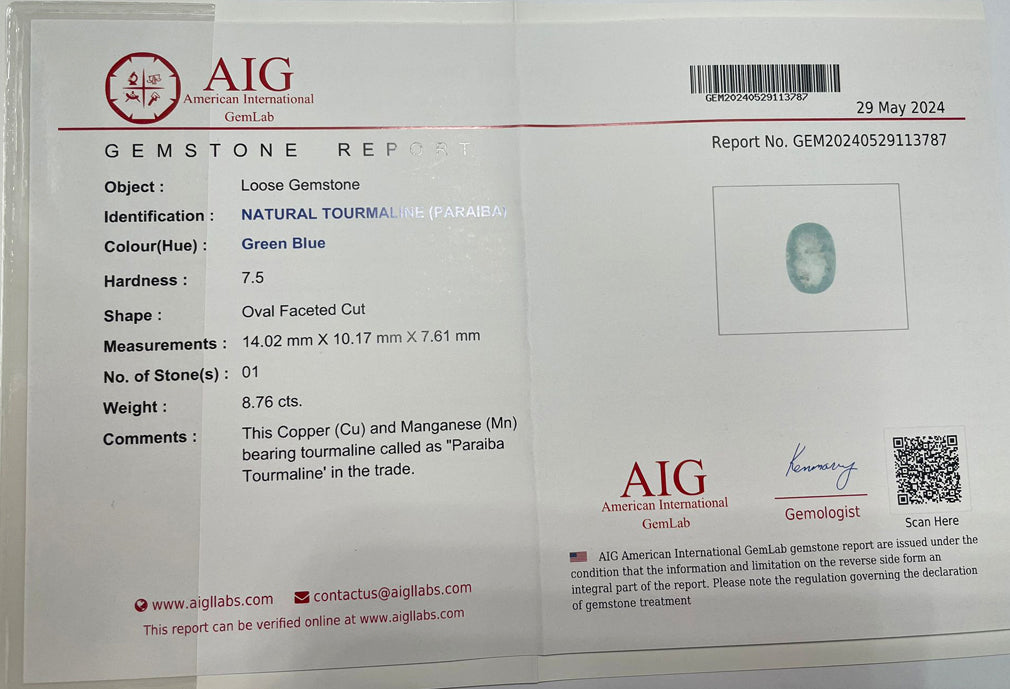 AIG
American International
GemLab
GEM20240529113787
29 May 2024
GEMSTONE REPORT
Report No. GEM20240529113787
Object : Loose Gemstone
Identification : NATURAL TOURMALINE (PARAIBA)
Colour(Hue) : Green Blue
Hardness : 7.5
Shape : Oval Faceted Cut
Measurements : 14.02 mm X 10.17 mm X 7.61 mm
No. of Stone(s) : 01
Weight : 8.76 cts.
Comments : This Copper (Cu) and Manganese (Mn)
bearing tourmaline called as "Paraiba
Tourmaline' in the trade.
www.aigllabs.com contactus@aigllabs.com
This report can be verified online at www.aigllabs.com
AIG
American International
GemLab
Gemologist
Scan Here
AIG American International GemLab gemstone report are issued under the
condition that the information and limitation on the reverse side form an
integral part of the report. Please note the regulation governing the declaration
of gemstone treatment